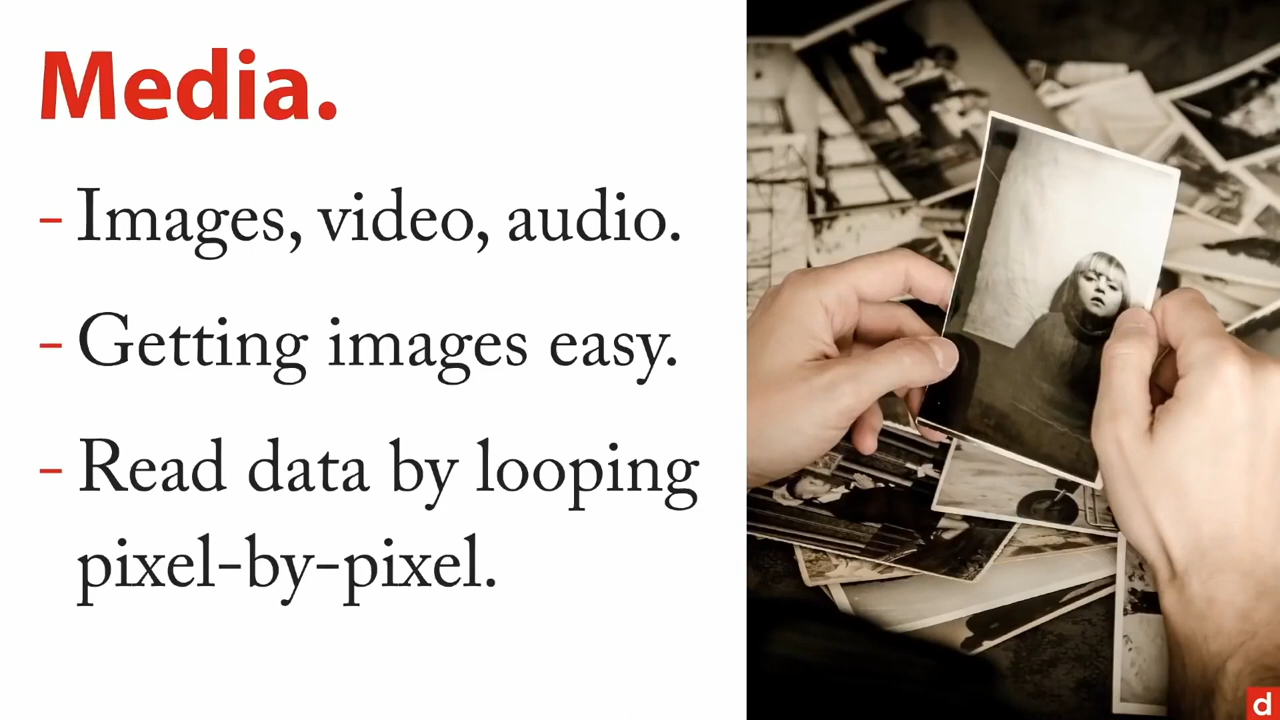 Media.
- Images, video, audio.
- Getting images easy.
- Read data by looping
pixel-by-pixel.
d